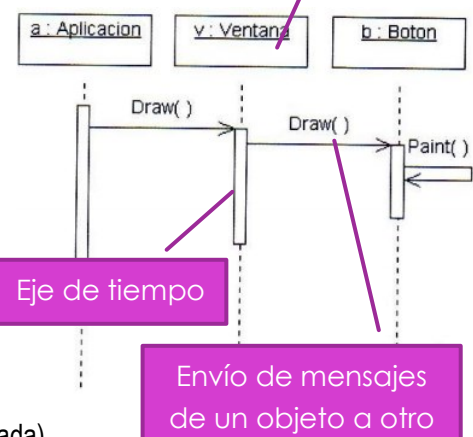 a : Aplicacion
v : Ventana
b : Boton
Draw( )
Draw( )
Paint( )
Eje de tiempo
Envío de mensajes
de un objeto a otro